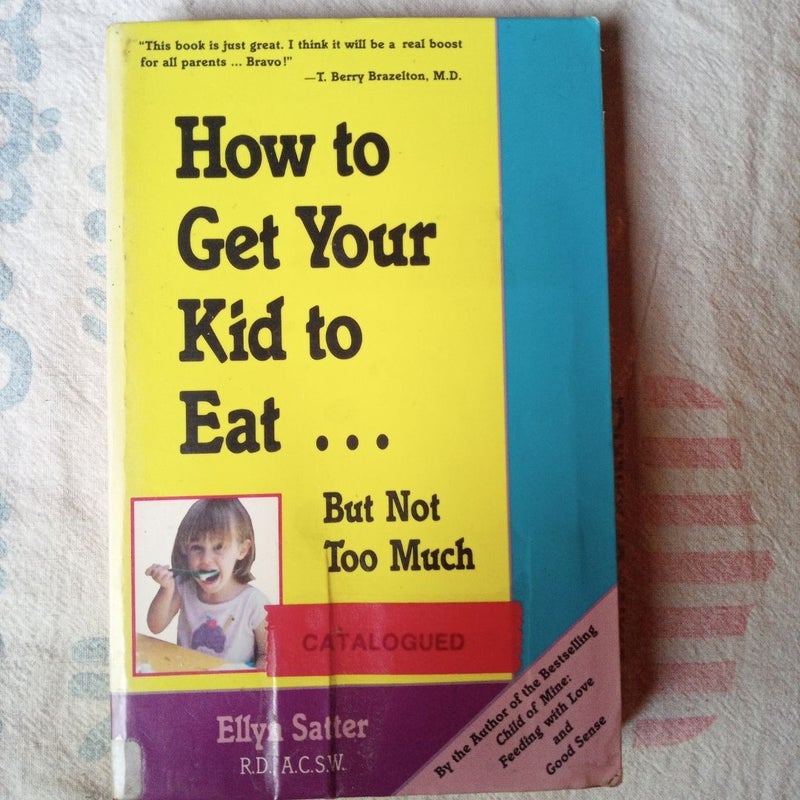 "This book is just great. I think it will be a real boost
for all parents ... Bravo!"
—T. Berry Brazelton, M.D.
How to
Get Your
Kid to
Eat ...
But Not
Too Much
CATALOGUED
Ellyn Satter
R.D. A.C.S.W.
By the Author of the Bestselling
Child of Mine:
Feeding with Love
and
Good Sense